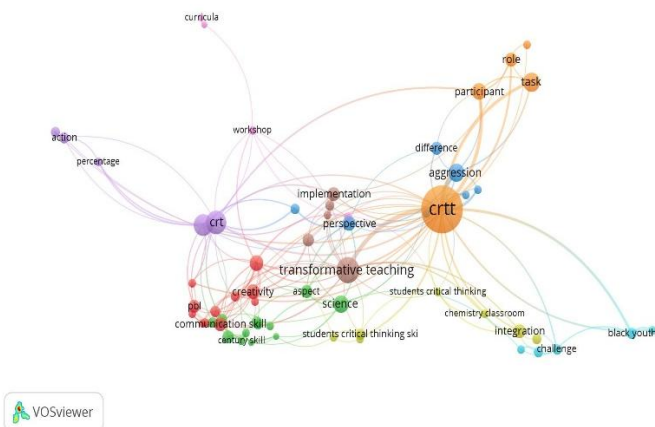 curricula
role
task
participant
workshop
action
difference
percentage
aggression
implementation
crtt
crt
perspective
transformative teaching
creativity
aspect
students critical thinking
science
ppl
chemistry classroom
communication skill
integration
students critical thinking ski
black youth
century skill
challenge
VOSviewer